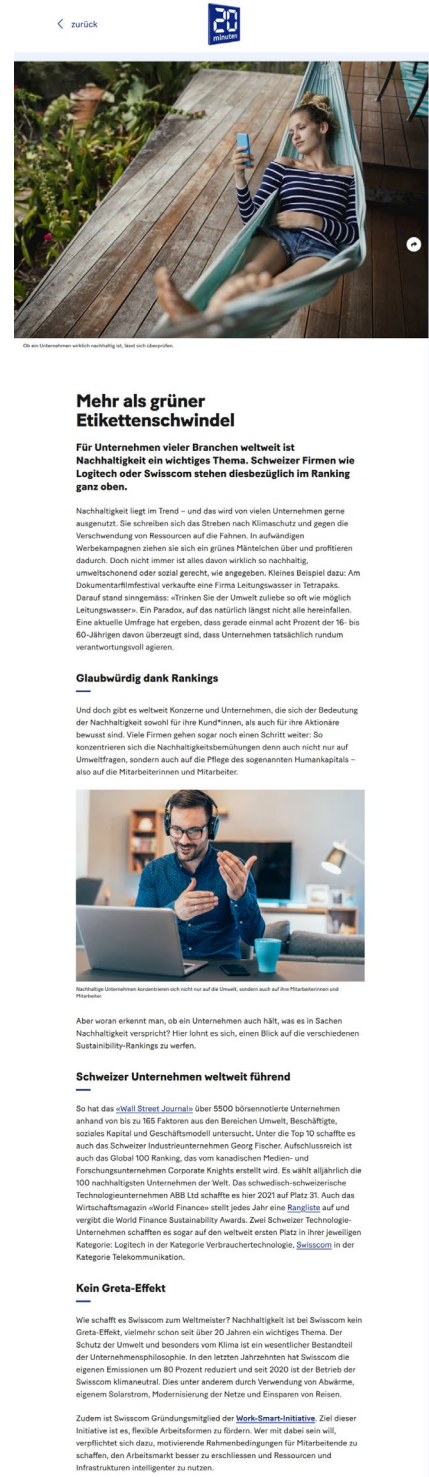 zurück
20
minuten
Ob ein Unternehmen wirklich nachhaltig ist, lässt sich überprüfen.
Mehr als grüner
Etikettenschwindel
Für Unternehmen vieler Branchen weltweit ist
Nachhaltigkeit ein wichtiges Thema. Schweizer Firmen wie
Logitech oder Swisscom stehen diesbezüglich im Ranking
ganz oben.
Nachhaltigkeit liegt im Trend – und das wird von vielen Unternehmen gerne
ausgenutzt. Sie schreiben sich das Streben nach Klimaschutz und gegen die
Verschwendung von Ressourcen auf die Fahnen. In aufwändigen
Werbekampagnen ziehen sie sich ein grünes Mäntelchen über und profitieren
dadurch. Doch nicht immer ist alles davon wirklich so nachhaltig,
umweltschonend oder sozial gerecht, wie angegeben. Kleines Beispiel dazu: Am
Dokumentarfilmfestival verkaufte eine Firma Leitungswasser in Tetrapaks.
Darauf stand sinngemäss: «Trinken Sie der Umwelt zuliebe so oft wie möglich
Leitungswasser». Ein Paradox, auf das natürlich längst nicht alle hereinfallen.
Eine aktuelle Umfrage hat ergeben, dass gerade einmal acht Prozent der 16- bis
60-Jährigen davon überzeugt sind, dass Unternehmen tatsächlich rundum
verantwortungsvoll agieren.
Glaubwürdig dank Rankings
Und doch gibt es weltweit Konzerne und Unternehmen, die sich der Bedeutung
der Nachhaltigkeit sowohl für ihre Kund*innen, als auch für ihre Aktionäre
bewusst sind. Viele Firmen gehen sogar noch einen Schritt weiter: So
konzentrieren sich die Nachhaltigkeitsbemühungen denn auch nicht nur auf
Umweltfragen, sondern auch auf die Pflege des sogenannten Humankapitals –
also auf die Mitarbeiterinnen und Mitarbeiter.
Nachhaltige Unternehmen konzentrieren sich nicht nur auf die Umwelt, sondern auch auf ihre Mitarbeiterinnen und
Mitarbeiter.
Aber woran erkennt man, ob ein Unternehmen auch hält, was es in Sachen
Nachhaltigkeit verspricht? Hier lohnt es sich, einen Blick auf die verschiedenen
Sustainibility-Rankings zu werfen.
Schweizer Unternehmen weltweit führend
So hat das «Wall Street Journal» über 5500 börsennotierte Unternehmen
anhand von bis zu 165 Faktoren aus den Bereichen Umwelt, Beschäftigte,
soziales Kapital und Geschäftsmodell untersucht. Unter die Top 10 schaffte es
auch das Schweizer Industrieunternehmen Georg Fischer. Aufschlussreich ist
auch das Global 100 Ranking, das vom kanadischen Medien- und
Forschungsunternehmen Corporate Knights erstellt wird. Es wählt alljährlich die
100 nachhaltigsten Unternehmen der Welt. Das schwedisch-schweizerische
Technologieunternehmen ABB Ltd schaffte es hier 2021 auf Platz 31. Auch das
Wirtschaftsmagazin «World Finance» stellt jedes Jahr eine Rangliste auf und
vergibt die World Finance Sustainability Awards. Zwei Schweizer Technologie-
Unternehmen schafften es sogar auf den weltweit ersten Platz in ihrer jeweiligen
Kategorie: Logitech in der Kategorie Verbrauchertechnologie, Swisscom in der
Kategorie Telekommunikation.
Kein Greta-Effekt
Wie schafft es Swisscom zum Weltmeister? Nachhaltigkeit ist bei Swisscom kein
Greta-Effekt, vielmehr schon seit über 20 Jahren ein wichtiges Thema. Der
Schutz der Umwelt und besonders vom Klima ist ein wesentlicher Bestandteil
der Unternehmensphilosophie. In den letzten Jahrzehnten hat Swisscom die
eigenen Emissionen um 80 Prozent reduziert und seit 2020 ist der Betrieb der
Swisscom klimaneutral. Dies unter anderem durch Verwendung von Abwärme,
eigenem Solarstrom, Modernisierung der Netze und Einsparen von Reisen.
Zudem ist Swisscom Gründungsmitglied der Work-Smart-Initiative. Ziel dieser
Initiative ist es, flexible Arbeitsformen zu fördern. Wer mit dabei sein will,
verpflichtet sich dazu, motivierende Rahmenbedingungen für Mitarbeitende zu
schaffen, den Arbeitsmarkt besser zu erschliessen und Ressourcen und
Infrastrukturen intelligenter zu nutzen.